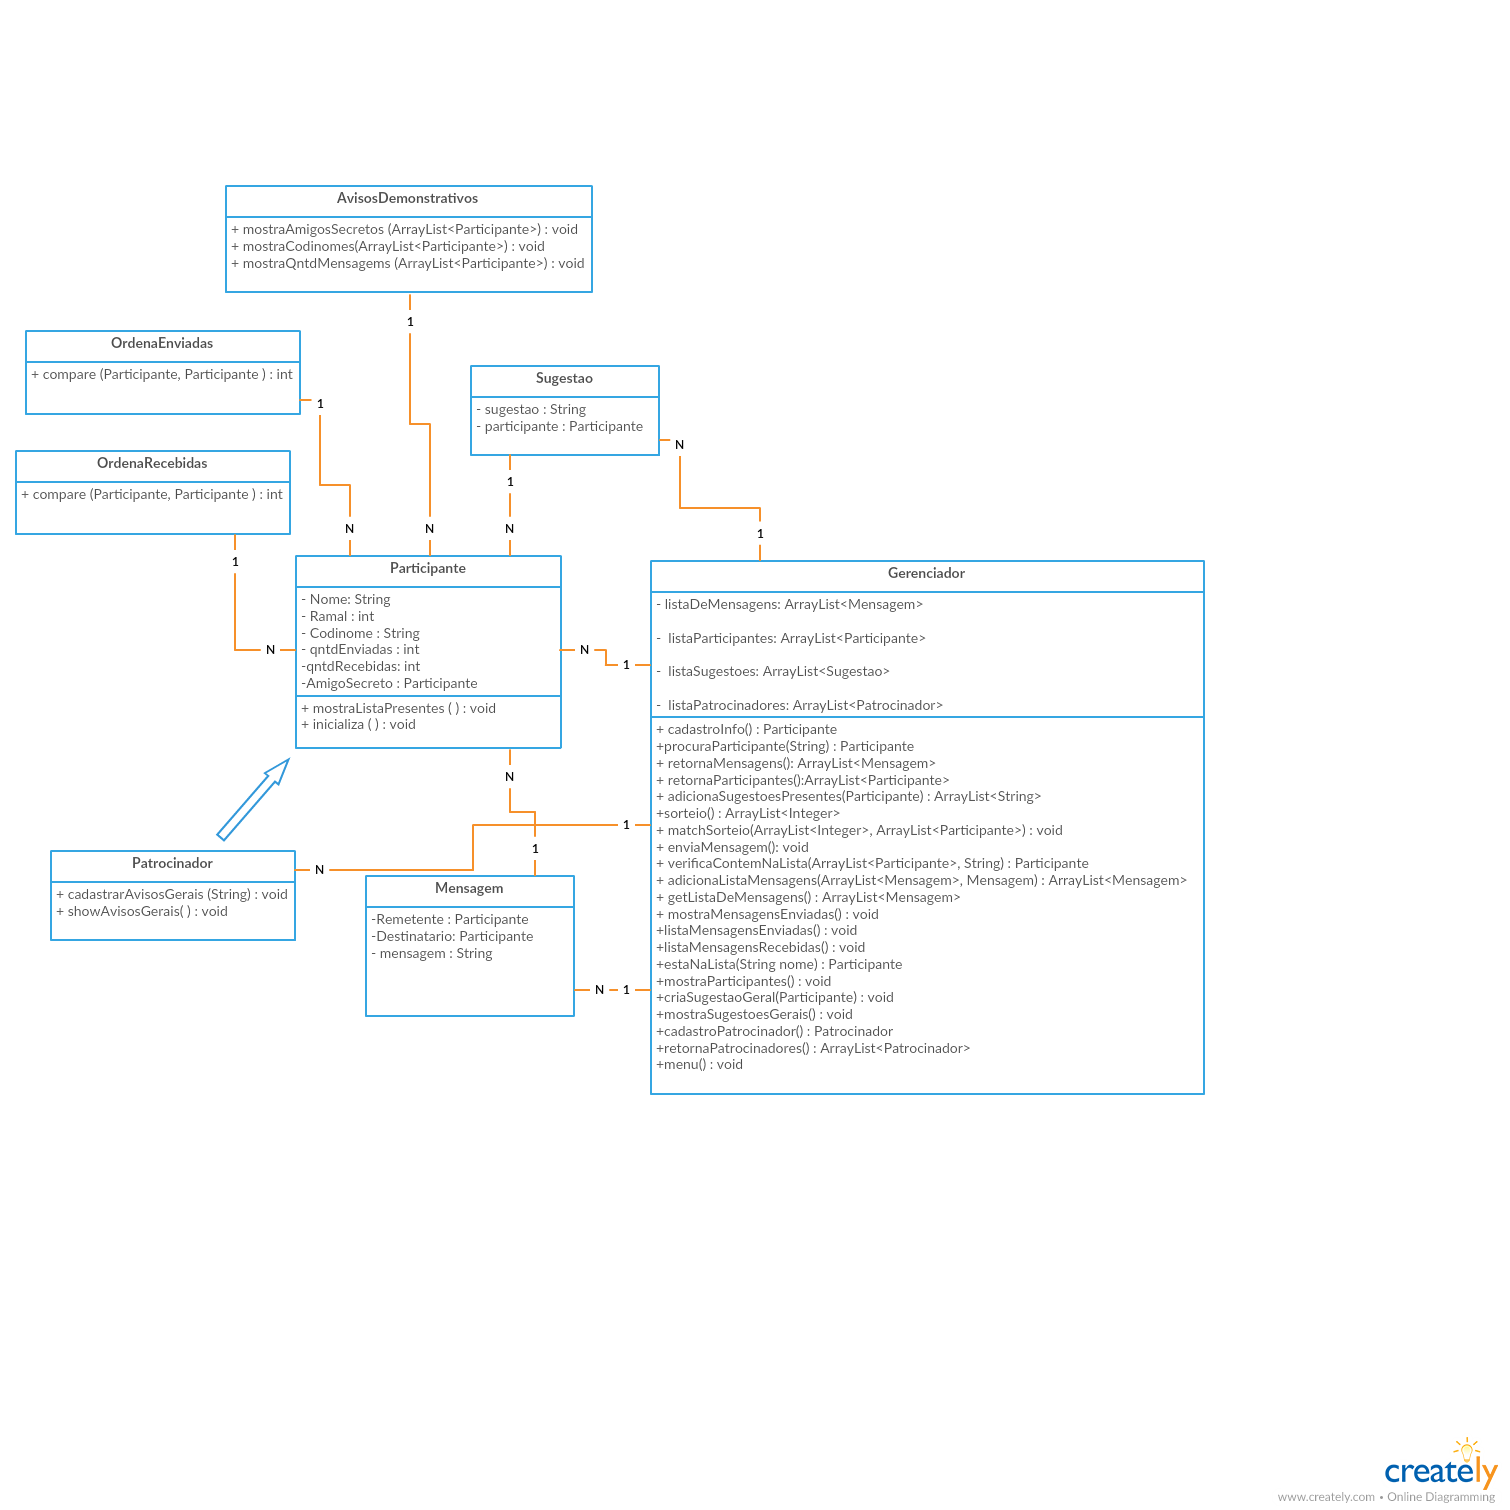 AvisosDemonstrativos
+ mostraAmigosSecretos (ArrayList<Participante>) : void
+ mostraCodinomes(ArrayList<Participante>) : void
+ mostraQntdMensagems (ArrayList<Participante>) : void
1
OrdenaEnviadas
+ compare (Participante, Participante ) : int
1
Sugestao
- sugestao : String
- participante : Participante
N
1
OrdenaRecebidas
+ compare (Participante, Participante ) : int
1
N
N
N
1
Participante
- Nome: String
- Ramal : int
- Codinome : String
- qntdEnviadas : int
-qntdRecebidas: int
-AmigoSecreto : Participante
+ mostraListaPresentes ( ) : void
+ inicializa ( ) : void
N
N
1
N
1
1
N
Gerenciador
- listaDeMensagens: ArrayList<Mensagem>
- listaParticipantes: ArrayList<Participante>
- listaSugestoes: ArrayList<Sugestao>
- listaPatrocinadores: ArrayList<Patrocinador>
+ cadastroInfo() : Participante
+procuraParticipante(String) : Participante
+ retornaMensagens(): ArrayList<Mensagem>
+ retornaParticipantes():ArrayList<Participante>
+ adicionaSugestoesPresentes(Participante) : ArrayList<String>
+sorteio() : ArrayList<Integer>
+ matchSorteio(ArrayList<Integer>, ArrayList<Participante>) : void
+ enviaMensagem(): void
+ verificaContemNaLista(ArrayList<Participante>, String) : Participante
+ adicionaListaMensagens(ArrayList<Mensagem>, Mensagem) : ArrayList<Mensagem>
+ getListaDeMensagens() : ArrayList<Mensagem>
+ mostraMensagensEnviadas() : void
+listaMensagensEnviadas() : void
+listaMensagensRecebidas() : void
+estaNaLista(String nome) : Participante
+mostraParticipantes() : void
+criaSugestaoGeral(Participante) : void
+mostraSugestoesGerais() : void
+cadastroPatrocinador() : Patrocinador
+retornaPatrocinadores() : ArrayList<Patrocinador>
+menu() : void
Patrocinador
+ cadastrarAvisosGerais (String) : void
+ showAvisosGerais( ) : void
Mensagem
-Remetente : Participante
-Destinatario: Participante
- mensagem : String
N
1
creately
www.creately.com • Online Diagramming